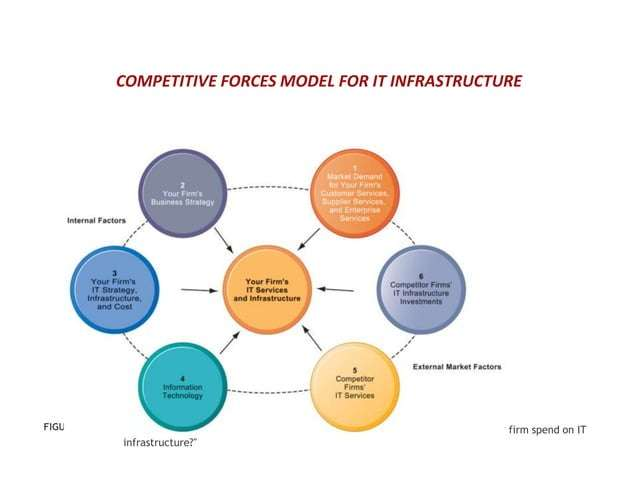 COMPETITIVE FORCES MODEL FOR IT INFRASTRUCTURE
2
Your Firm's
Business Strategy
1
Market Demand
for Your Firm's
Customer Services,
Supplier Services,
and Enterprise
Services
Internal Factors
3
Your Firm's
IT Strategy,
Infrastructure,
and Cost
Your Firm's
IT Services
and Infrastructure
6
Competitor Firms'
IT Infrastructure
Investments
4
Information
Technology
5
Competitor
Firms'
IT Services
External Market Factors
FIGU
firm spend on IT
infrastructure?"